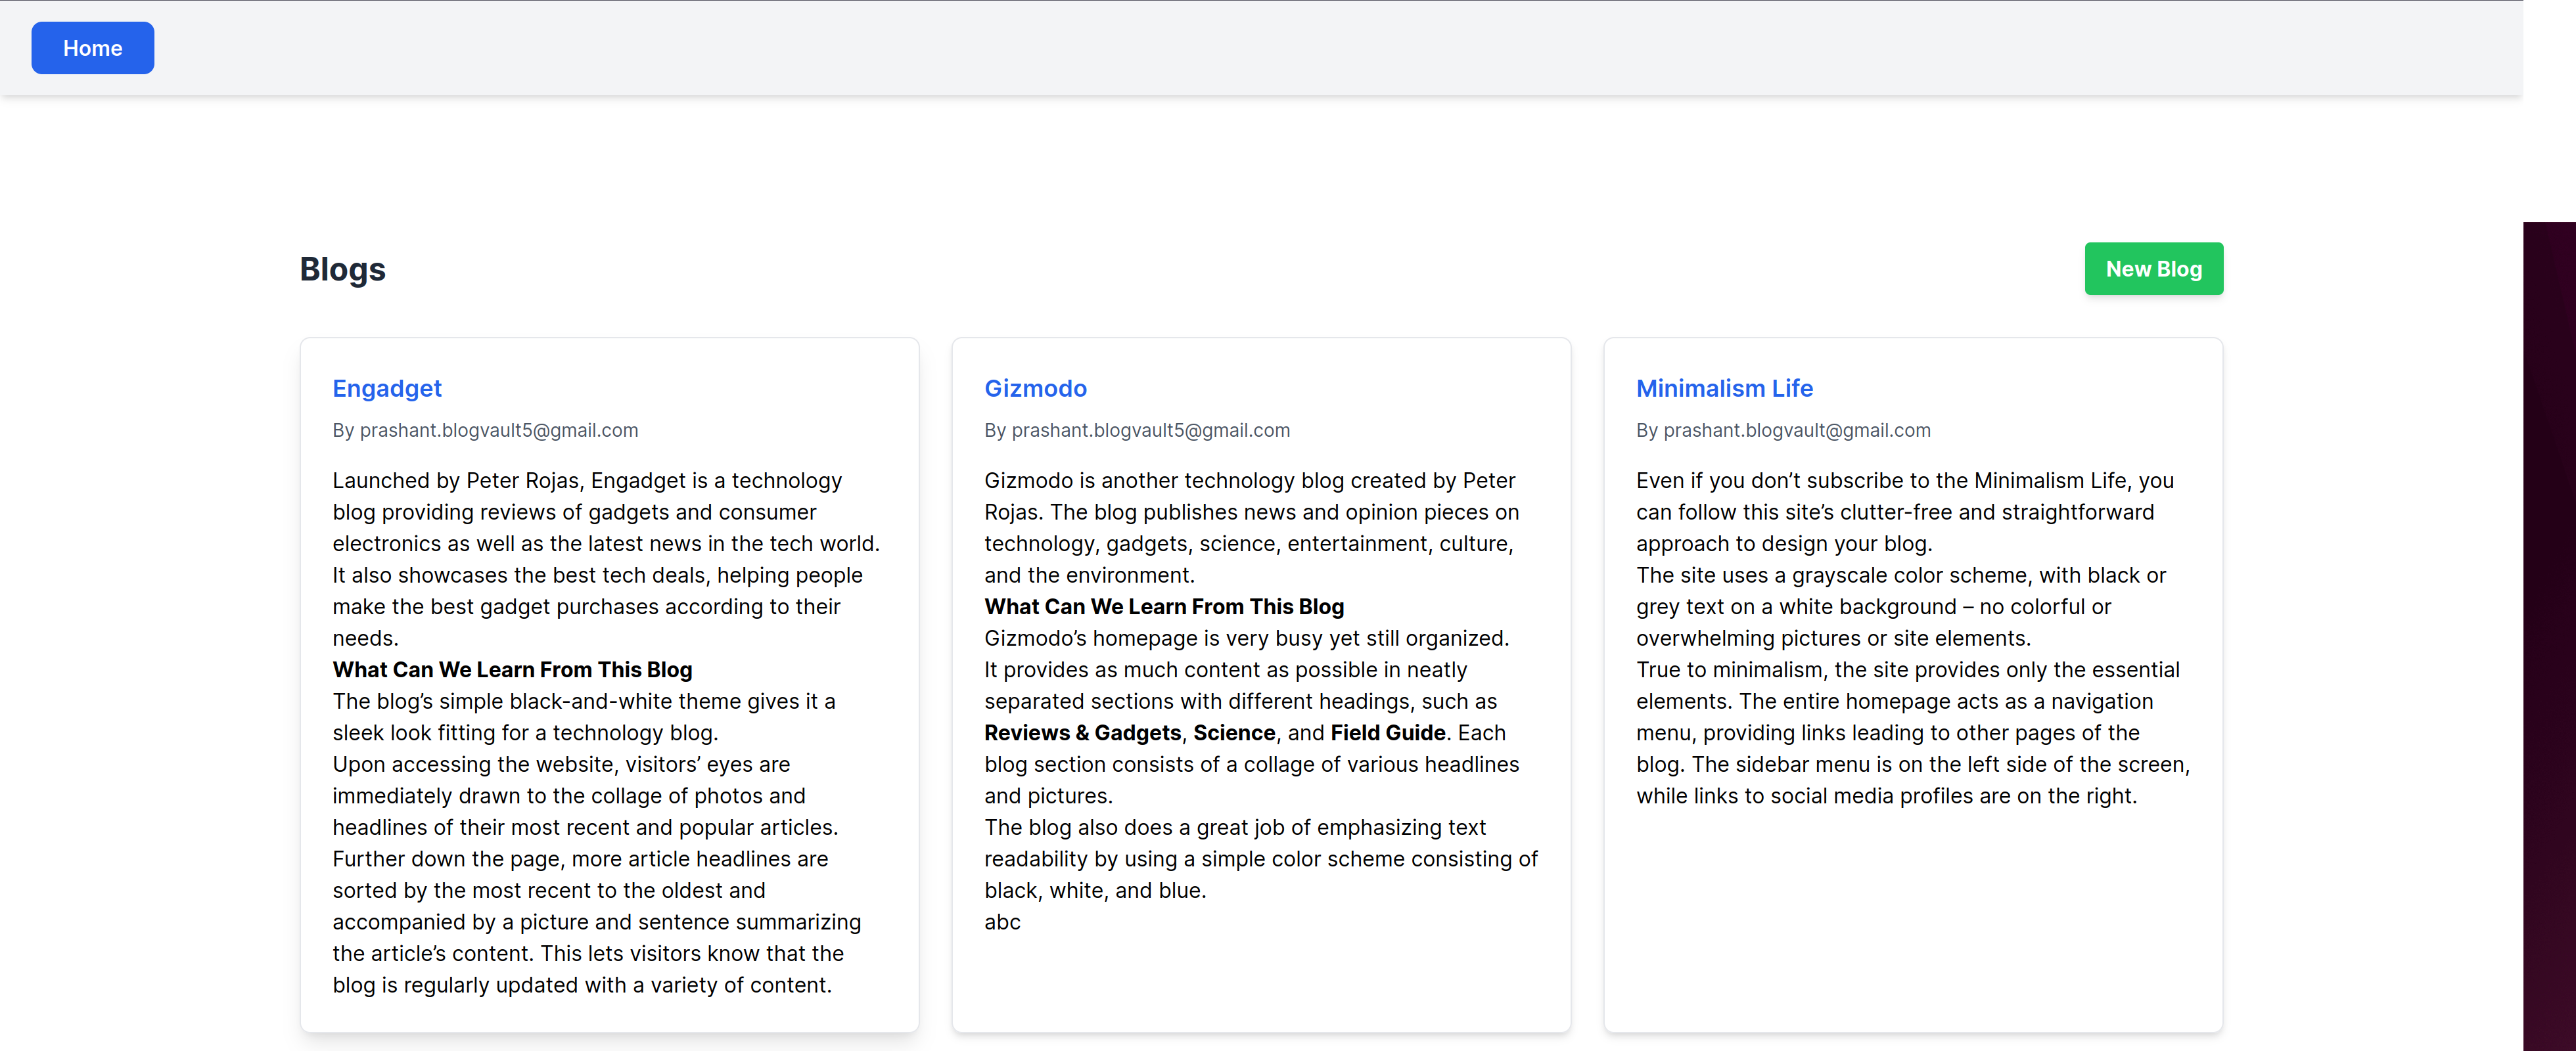 Home
Blogs
New Blog
Engadget
By prashant.blogvault5@gmail.com
Launched by Peter Rojas, Engadget is a technology
blog providing reviews of gadgets and consumer
electronics as well as the latest news in the tech world.
It also showcases the best tech deals, helping people
make the best gadget purchases according to their
needs.
What Can We Learn From This Blog
The blog’s simple black-and-white theme gives it a
sleek look fitting for a technology blog.
Upon accessing the website, visitors’ eyes are
immediately drawn to the collage of photos and
headlines of their most recent and popular articles.
Further down the page, more article headlines are
sorted by the most recent to the oldest and
accompanied by a picture and sentence summarizing
the article’s content. This lets visitors know that the
blog is regularly updated with a variety of content.
Gizmodo
By prashant.blogvault5@gmail.com
Gizmodo is another technology blog created by Peter
Rojas. The blog publishes news and opinion pieces on
technology, gadgets, science, entertainment, culture,
and the environment.
What Can We Learn From This Blog
Gizmodo’s homepage is very busy yet still organized.
It provides as much content as possible in neatly
separated sections with different headings, such as
Reviews & Gadgets, Science, and Field Guide. Each
blog section consists of a collage of various headlines
and pictures.
The blog also does a great job of emphasizing text
readability by using a simple color scheme consisting of
black, white, and blue.
abc
Minimalism Life
By prashant.blogvault@gmail.com
Even if you don’t subscribe to the Minimalism Life, you
can follow this site’s clutter-free and straightforward
approach to design your blog.
The site uses a grayscale color scheme, with black or
grey text on a white background – no colorful or
overwhelming pictures or site elements.
True to minimalism, the site provides only the essential
elements. The entire homepage acts as a navigation
menu, providing links leading to other pages of the
blog. The sidebar menu is on the left side of the screen,
while links to social media profiles are on the right.